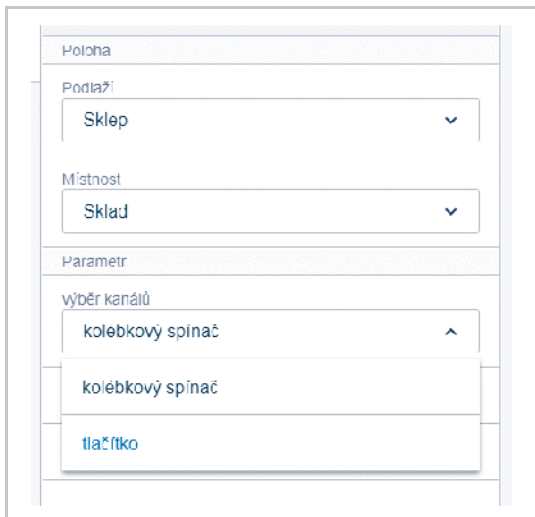 Poloha
Podlaží
Sklep
Místnost
Sklad
Parametr
Výběr kanálů
kolébkový spínač
kolébkový spínač
tlačítko